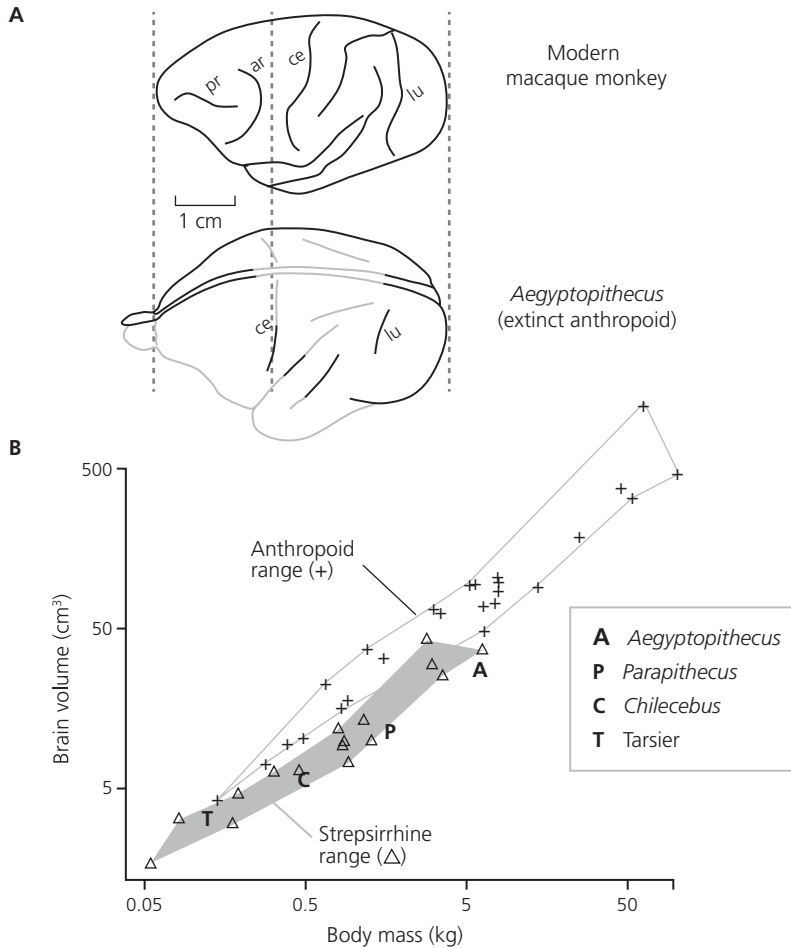 A
Modern
macaque monkey
pr
ar
ce
lu
1 cm
Aegyptopithecus
(extinct anthropoid)
ce
lu
B
500
50
5
Brain volume (cm³)
Anthropoid
range (+)
A
P
C
T
Strepsirrhine
range (△)
A Aegyptopithecus
P Parapithecus
C Chilecebus
T Tarsier
0.05 0.5 5 50
Body mass (kg)